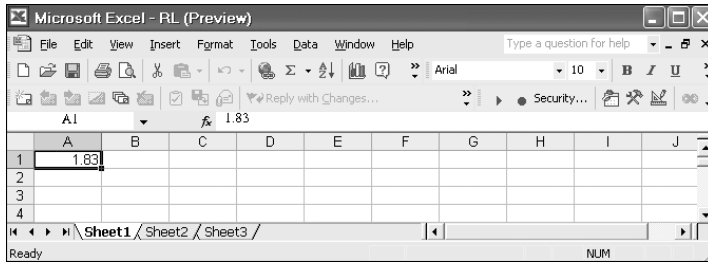 Microsoft Excel - RL (Preview)
File Edit View Insert Format Tools Data Window Help Type a question for help
Arial 10 B I U
Reply with Changes... Security...
A1 fx 1.83
A B C D E F G H I J
1 1.83
2
3
4
Sheet1 Sheet2 Sheet3
Ready NUM